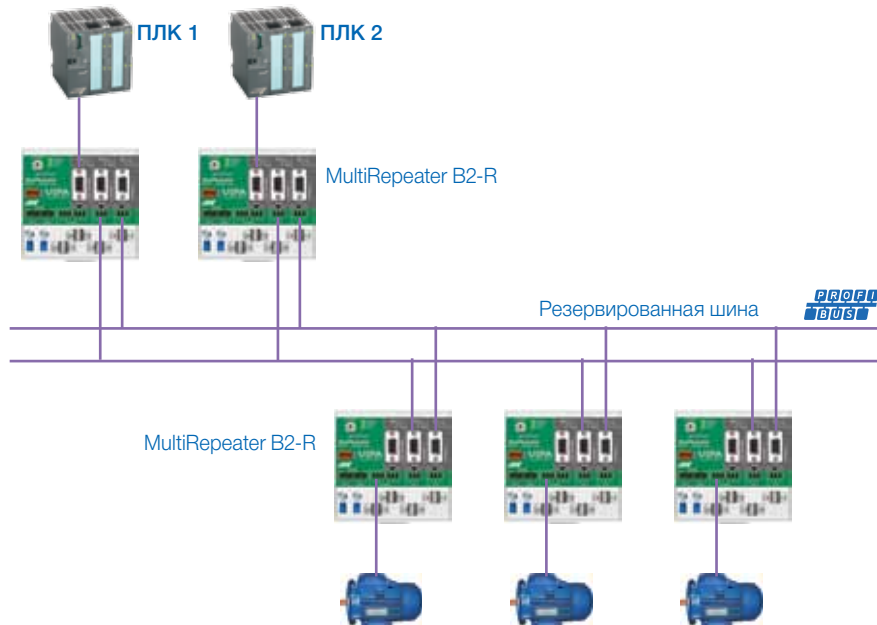 ПЛК 1
ПЛК 2
MultiRepeater B2-R
Резервированная шина
PROFI
BUS
MultiRepeater B2-R